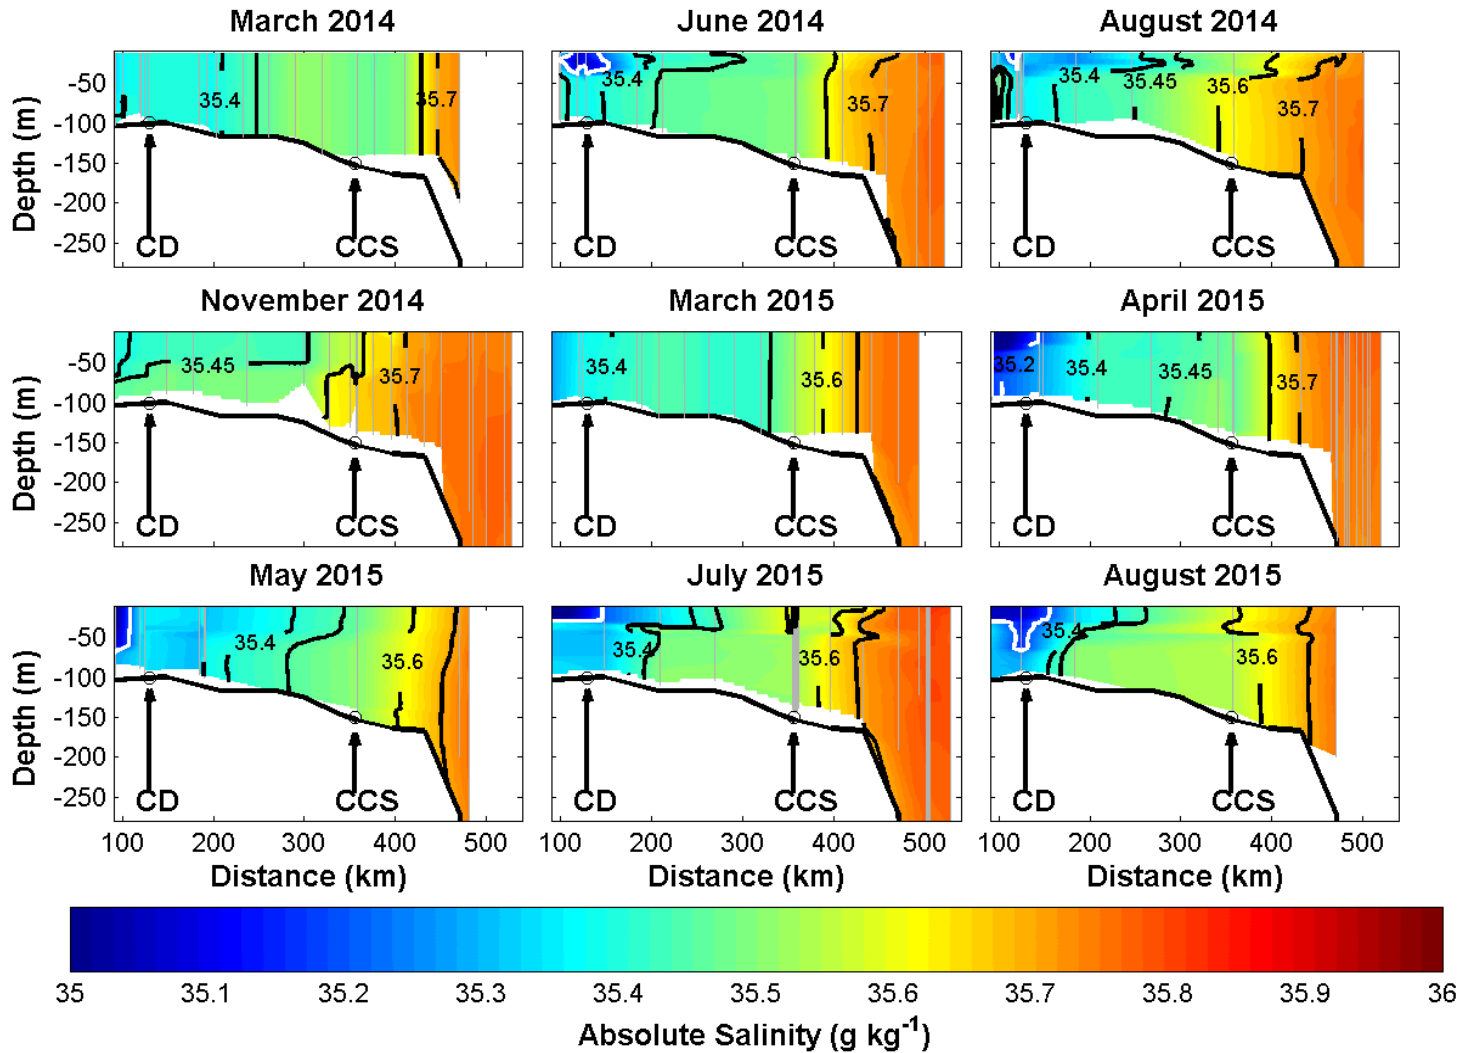 March 2014 June 2014 August 2014
-50
-100
-150
-200
-250
Depth (m)
35.4 35.7
CD CCS
35.4 35.7
CD CCS
35.4 35.45 35.6 35.7
CD CCS
November 2014 March 2015 April 2015
-50
-100
-150
-200
-250
Depth (m)
35.45 35.7
CD CCS
35.4 35.6
CD CCS
35.2 35.4 35.45 35.7
CD CCS
May 2015 July 2015 August 2015
-50
-100
-150
-200
-250
Depth (m)
35.4 35.6
CD CCS
35.4 35.6
CD CCS
35.4 35.6
CD CCS
100 200 300 400 500 100 200 300 400 500 100 200 300 400 500
Distance (km) Distance (km) Distance (km)
35 35.1 35.2 35.3 35.4 35.5 35.6 35.7 35.8 35.9 36
Absolute Salinity (g kg⁻¹)